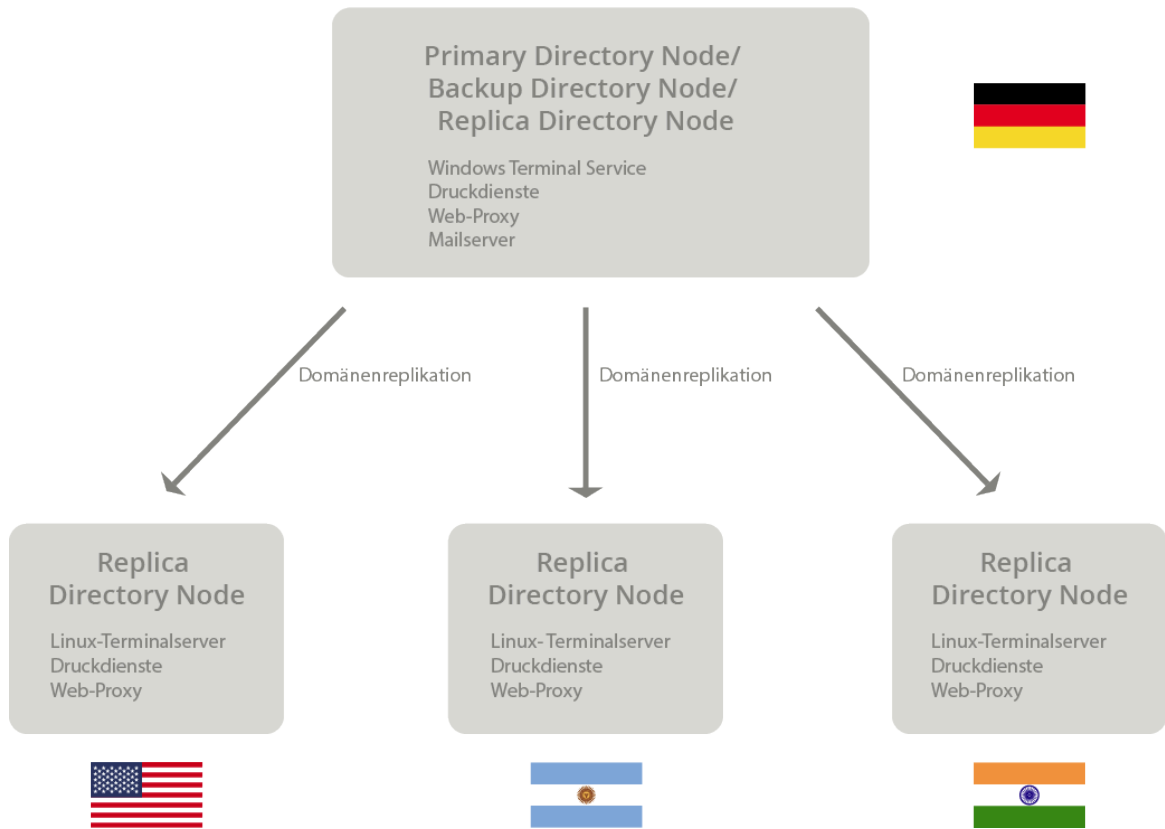 Primary Directory Node/
Backup Directory Node/
Replica Directory Node
Windows Terminal Service
Druckdienste
Web-Proxy
Mailserver
Domänenreplikation
Domänenreplikation
Domänenreplikation
Replica
Directory Node
Linux-Terminalserver
Druckdienste
Web-Proxy
Replica
Directory Node
Linux- Terminalserver
Druckdienste
Web-Proxy
Replica
Directory Node
Linux-Terminalserver
Druckdienste
Web-Proxy